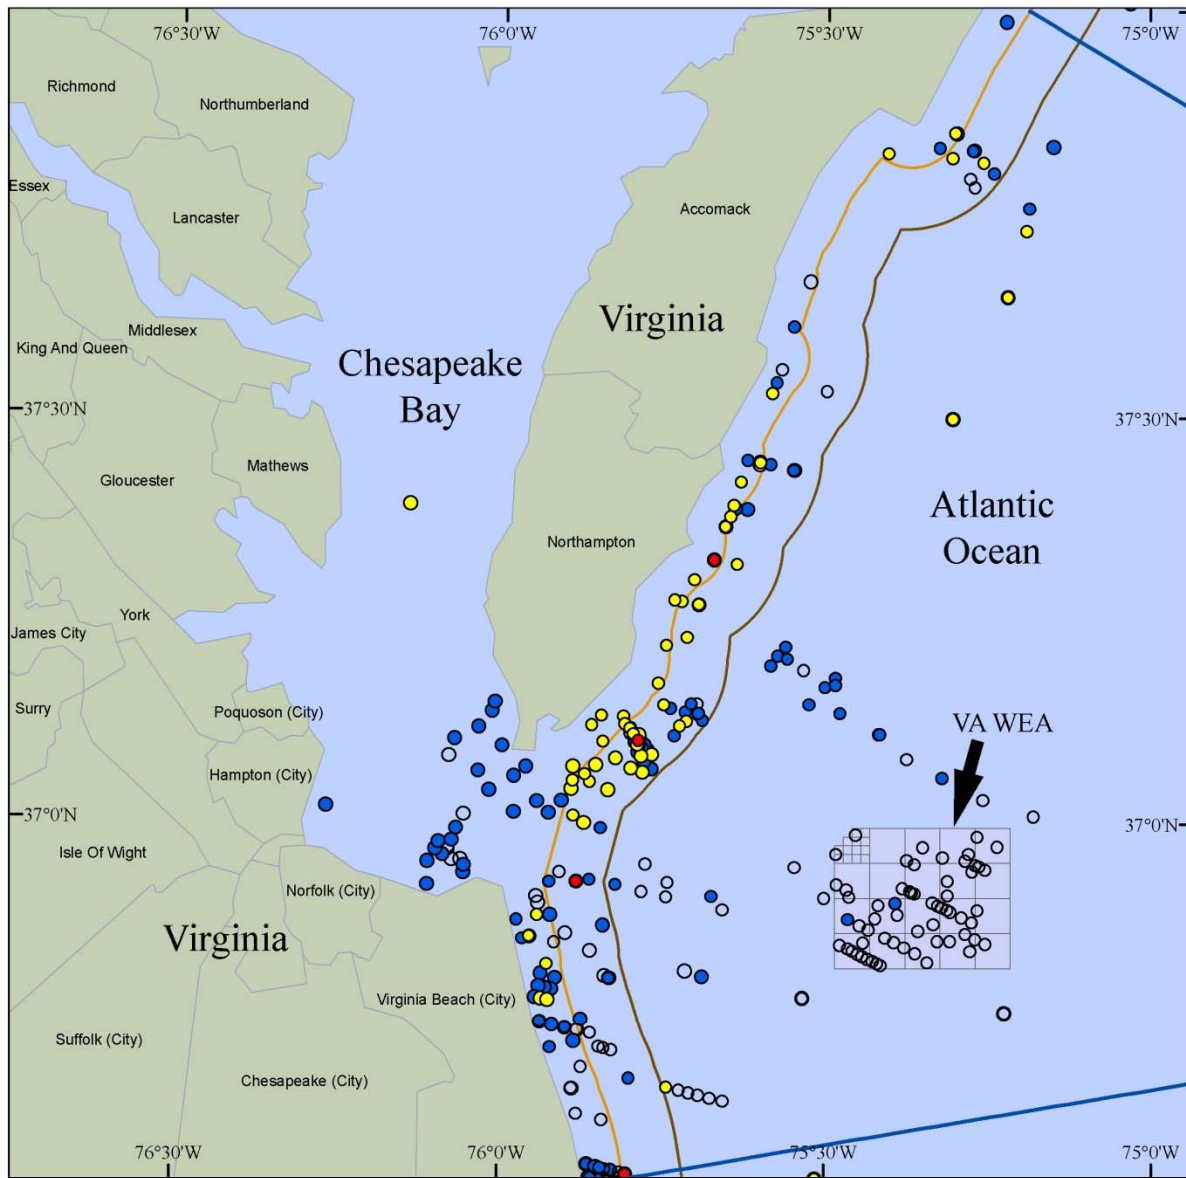 76°30'W
76°0'W
75°30'W
75°0'W
Richmond
Northumberland
Essex
Lancaster
Accomack
Virginia
Middlesex
King And Queen
Chesapeake
Bay
37°30'N
37°30'N
Mathews
Gloucester
Atlantic
Ocean
Northampton
York
James City
Surry
Poquoson (City)
VA WEA
Hampton (City)
37°0'N
37°0'N
Isle Of Wight
Norfolk (City)
Virginia
Virginia Beach (City)
Suffolk (City)
Chesapeake (City)
76°30'W
76°0'W
75°30'W
75°0'W